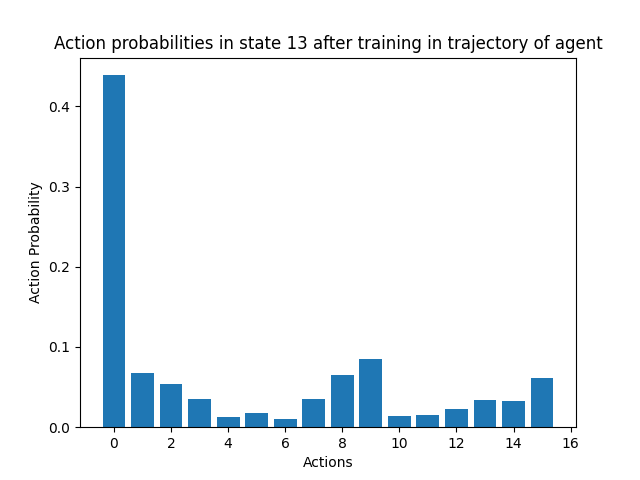 Action probabilities in state 13 after training in trajectory of agent
0.4
0.3
0.2
0.1
0.0
Action Probability
0 2 4 6 8 10 12 14 16
Actions